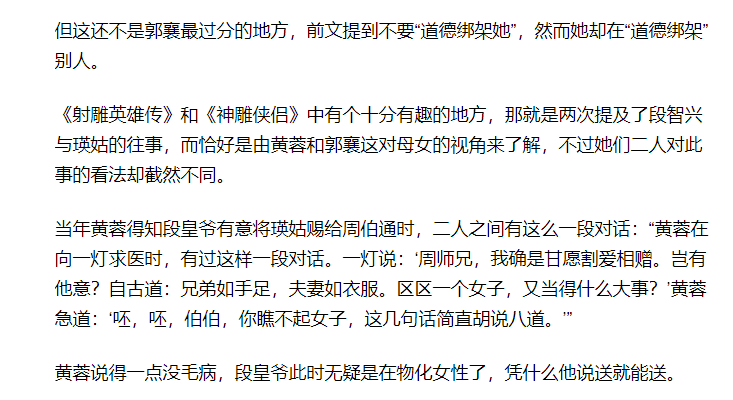 但这还不是郭襄最过分的地方，前文提到不要“道德绑架她”，然而她却在“道德绑架”
别人。
《射雕英雄传》和《神雕侠侣》中有个十分有趣的地方，那就是两次提及了段智兴
与瑛姑的往事，而恰好是由黄蓉和郭襄这对母女的视角来了解，不过她们二人对此
事的看法却截然不同。
当年黄蓉得知段皇爷有意将瑛姑赐给周伯通时，二人之间有这么一段对话：“黄蓉在
向一灯求医时，有过这样一段对话。一灯说：‘周师兄，我确是甘愿割爱相赠。岂有
他意？自古道：兄弟如手足，夫妻如衣服。区区一个女子，又当得什么大事？’黄蓉
急道：‘呸，呸，伯伯，你瞧不起女子，这几句话简直胡说八道。’”
黄蓉说得一点没毛病，段皇爷此时无疑是在物化女性了，凭什么他说送就能送。